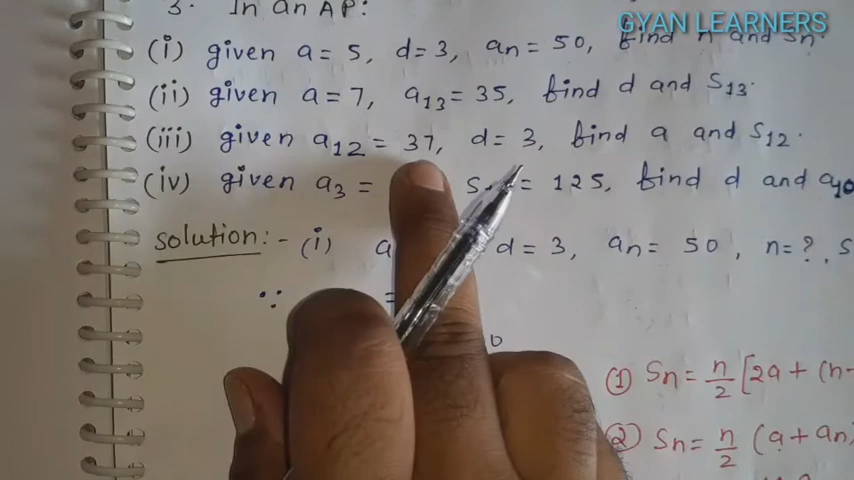 3. In an AP:
GYAN LEARNERS
(i) given a = 5, d = 3, an = 50, find n and Sn.
(ii) given a = 7, a13 = 35, find d and S13.
(iii) given a12 = 37, d = 3, find a and S12.
(iv) given a3 = = 125, find d and a10
Solution:- (i) a d = 3, an = 50, n = ?, S
∵ =
(1) Sn = n/2 [2a + (n-
(2) Sn = n/2 (a + an)